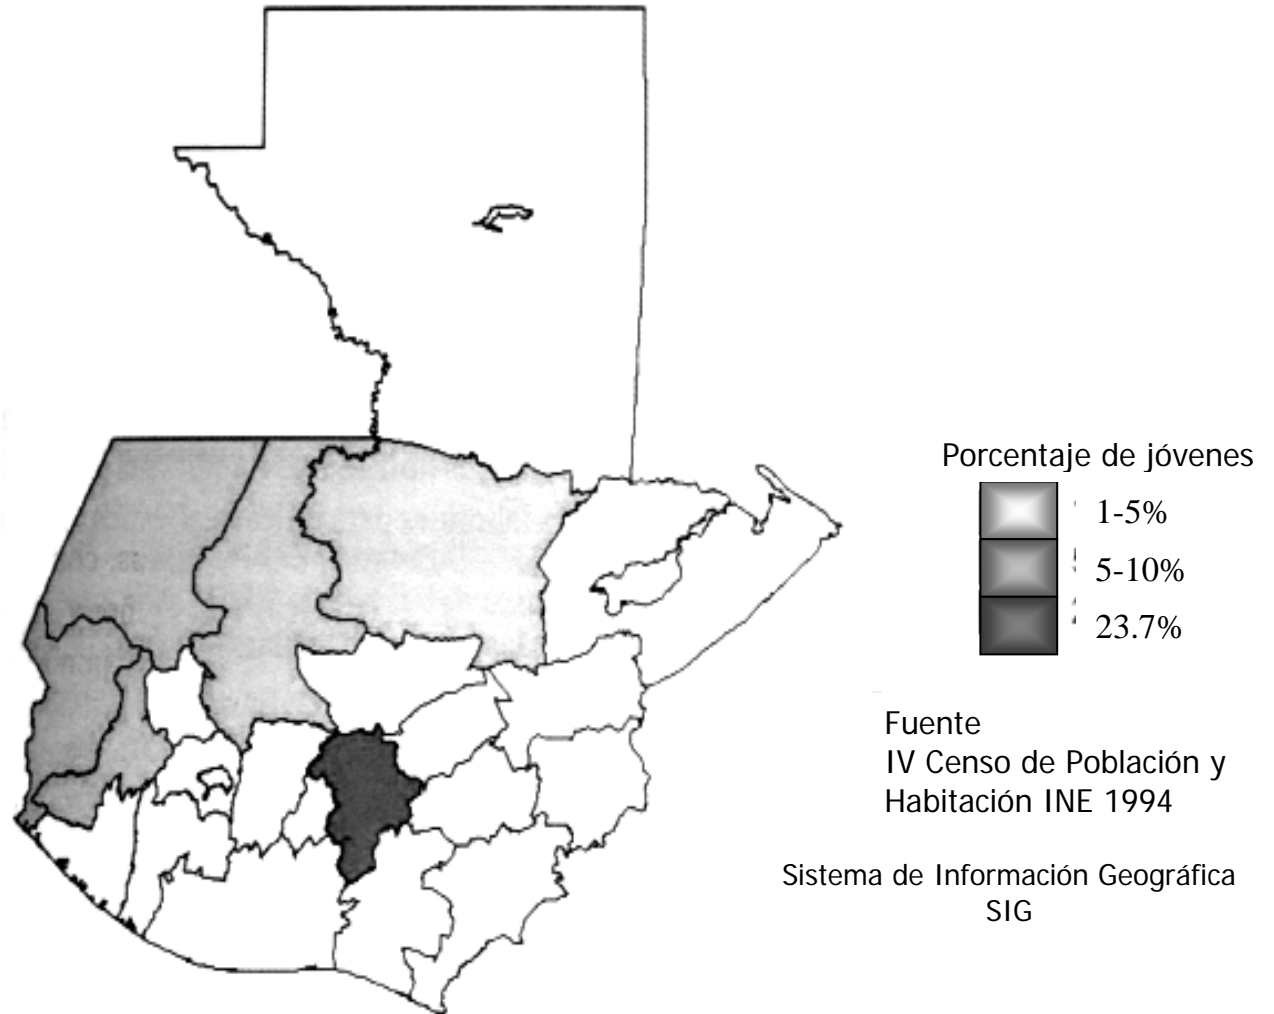 Porcentaje de jóvenes
1-5%
5-10%
23.7%
Fuente
IV Censo de Población y
Habitación INE 1994
Sistema de Información Geográfica
SIG